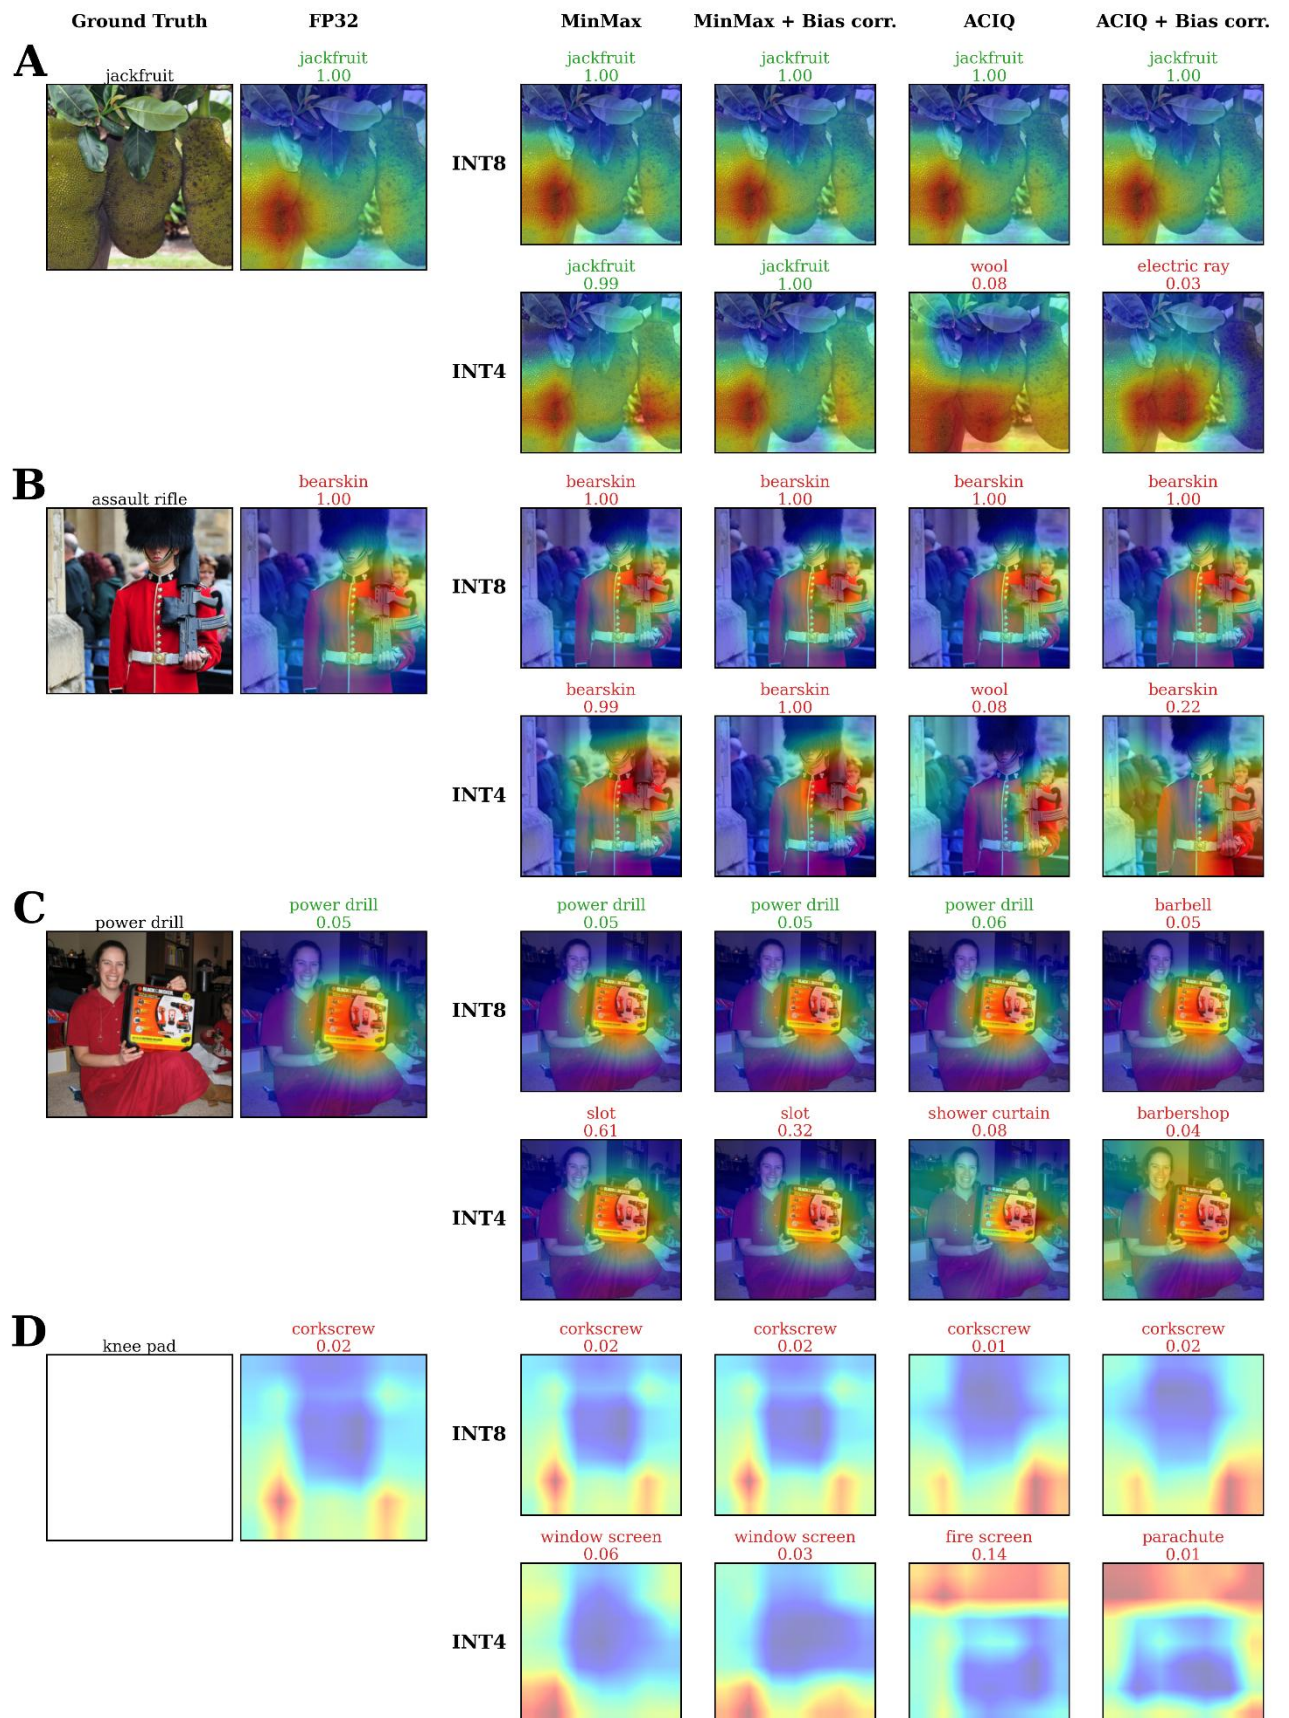 Ground Truth FP32 MinMax MinMax + Bias corr. ACIQ ACIQ + Bias corr.
A
jackfruit
jackfruit
1.00
INT8
jackfruit
1.00
jackfruit
1.00
jackfruit
1.00
jackfruit
1.00
INT4
jackfruit
0.99
jackfruit
1.00
wool
0.08
electric ray
0.03
B
assault rifle
bearskin
1.00
INT8
bearskin
1.00
bearskin
1.00
bearskin
1.00
bearskin
1.00
INT4
bearskin
0.99
bearskin
1.00
wool
0.08
bearskin
0.22
C
power drill
power drill
0.05
INT8
power drill
0.05
power drill
0.05
power drill
0.06
barbell
0.05
INT4
slot
0.61
slot
0.32
shower curtain
0.08
barbershop
0.04
D
knee pad
corkscrew
0.02
INT8
corkscrew
0.02
corkscrew
0.02
corkscrew
0.01
corkscrew
0.02
INT4
window screen
0.06
window screen
0.03
fire screen
0.14
parachute
0.01